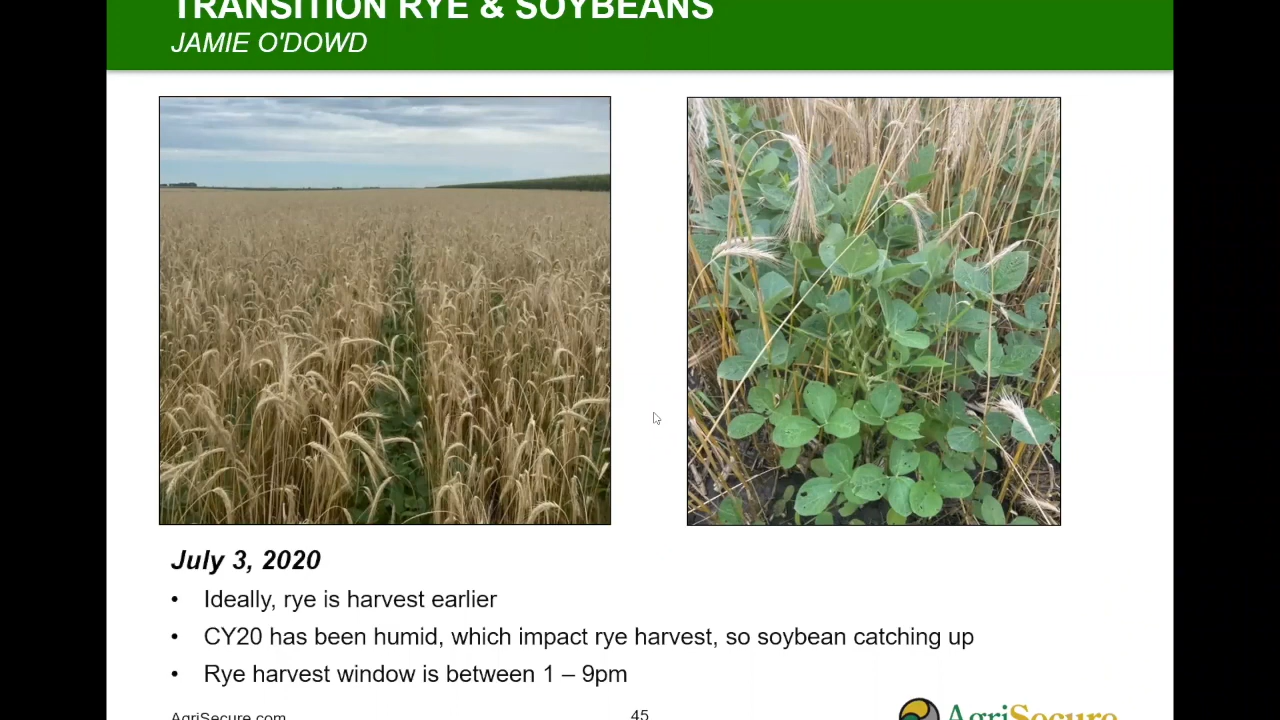 TRANSITION RYE & SOYBEANS
JAMIE O'DOWD
July 3, 2020
• Ideally, rye is harvest earlier
• CY20 has been humid, which impact rye harvest, so soybean catching up
• Rye harvest window is between 1 – 9pm
AgriSecure.com
45
AgriSecure